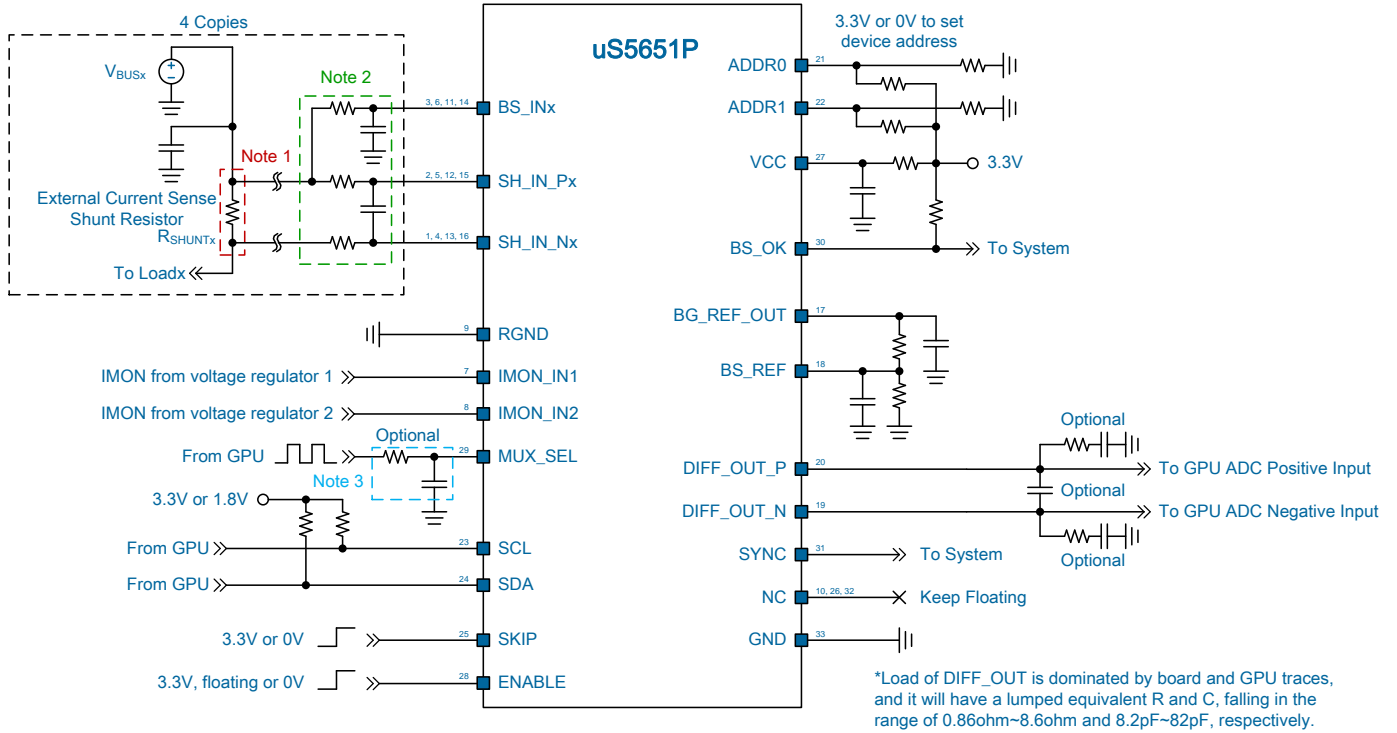 4 Copies
uS5651P
3.3V or 0V to set
device address
VBUSx
Note 2
Note 1
External Current Sense
Shunt Resistor
RSHUNTx
To Loadx
3, 6, 11, 14
BS_INx
2, 5, 12, 15
SH_IN_Px
1, 4, 13, 16
SH_IN_Nx
9
RGND
IMON from voltage regulator 1
7
IMON_IN1
IMON from voltage regulator 2
8
IMON_IN2
Optional
From GPU
29
MUX_SEL
Note 3
3.3V or 1.8V
From GPU
23
SCL
From GPU
24
SDA
3.3V or 0V
25
SKIP
3.3V, floating or 0V
28
ENABLE
ADDR0
21
ADDR1
22
VCC
27
3.3V
BS_OK
30
To System
BG_REF_OUT
17
BS_REF
18
Optional
DIFF_OUT_P
20
To GPU ADC Positive Input
Optional
DIFF_OUT_N
19
To GPU ADC Negative Input
Optional
SYNC
31
To System
NC
10, 26, 32
Keep Floating
GND
33
*Load of DIFF_OUT is dominated by board and GPU traces,
and it will have a lumped equivalent R and C, falling in the
range of 0.86ohm~8.6ohm and 8.2pF~82pF, respectively.